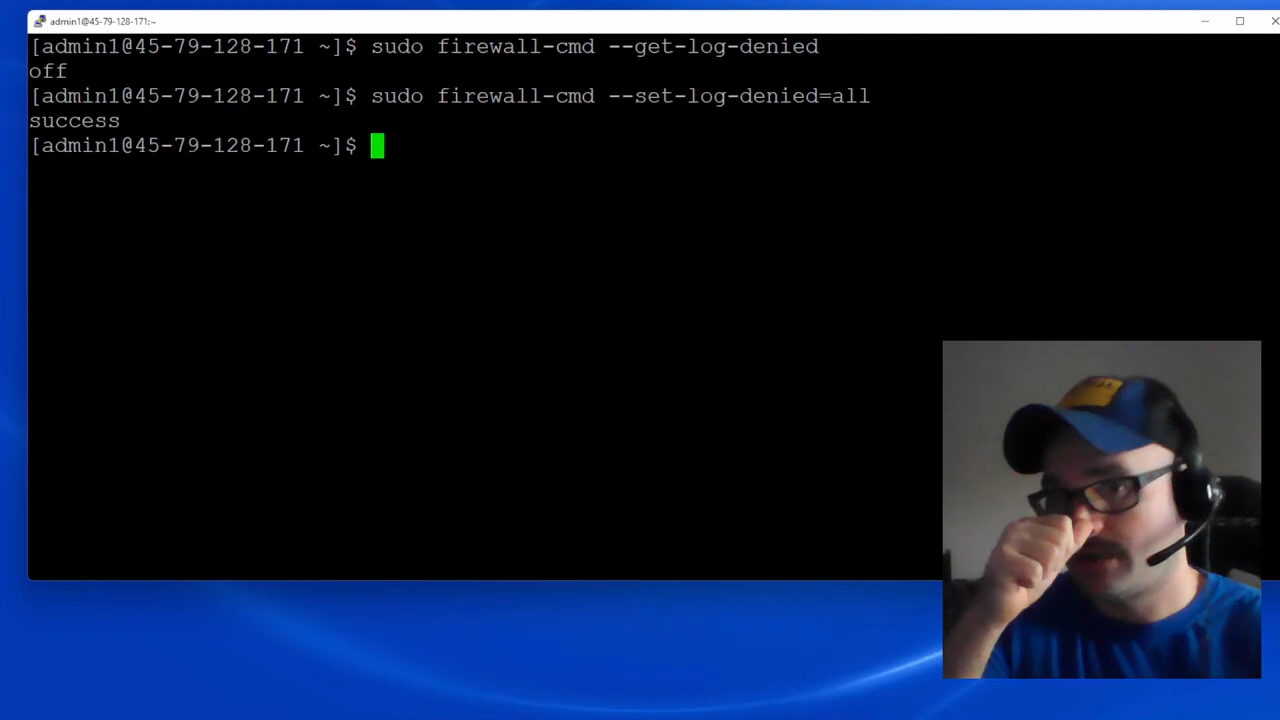 admin1@45-79-128-171:~
[admin1@45-79-128-171 ~]$ sudo firewall-cmd --get-log-denied
off
[admin1@45-79-128-171 ~]$ sudo firewall-cmd --set-log-denied=all
success
[admin1@45-79-128-171 ~]$